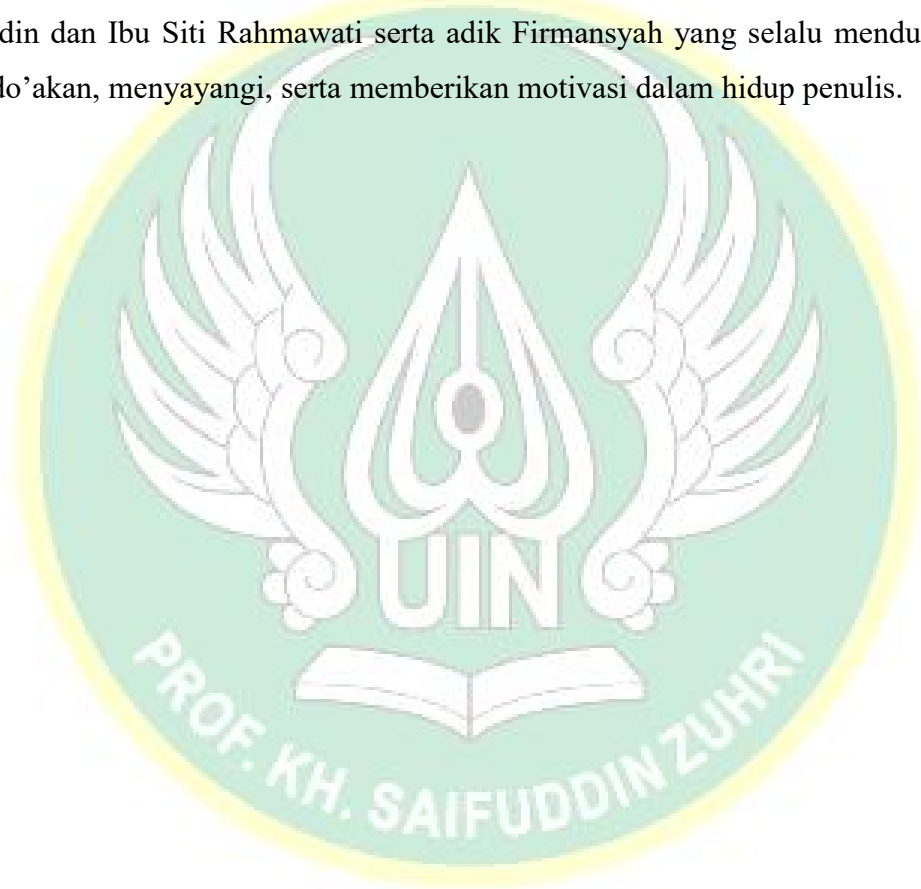 din dan Ibu Siti Rahmawati serta adik Firmansyah yang selalu mendu
do’akan, menyayangi, serta memberikan motivasi dalam hidup penulis.
UIN
PROF. KH. SAIFUDDIN ZUHRI